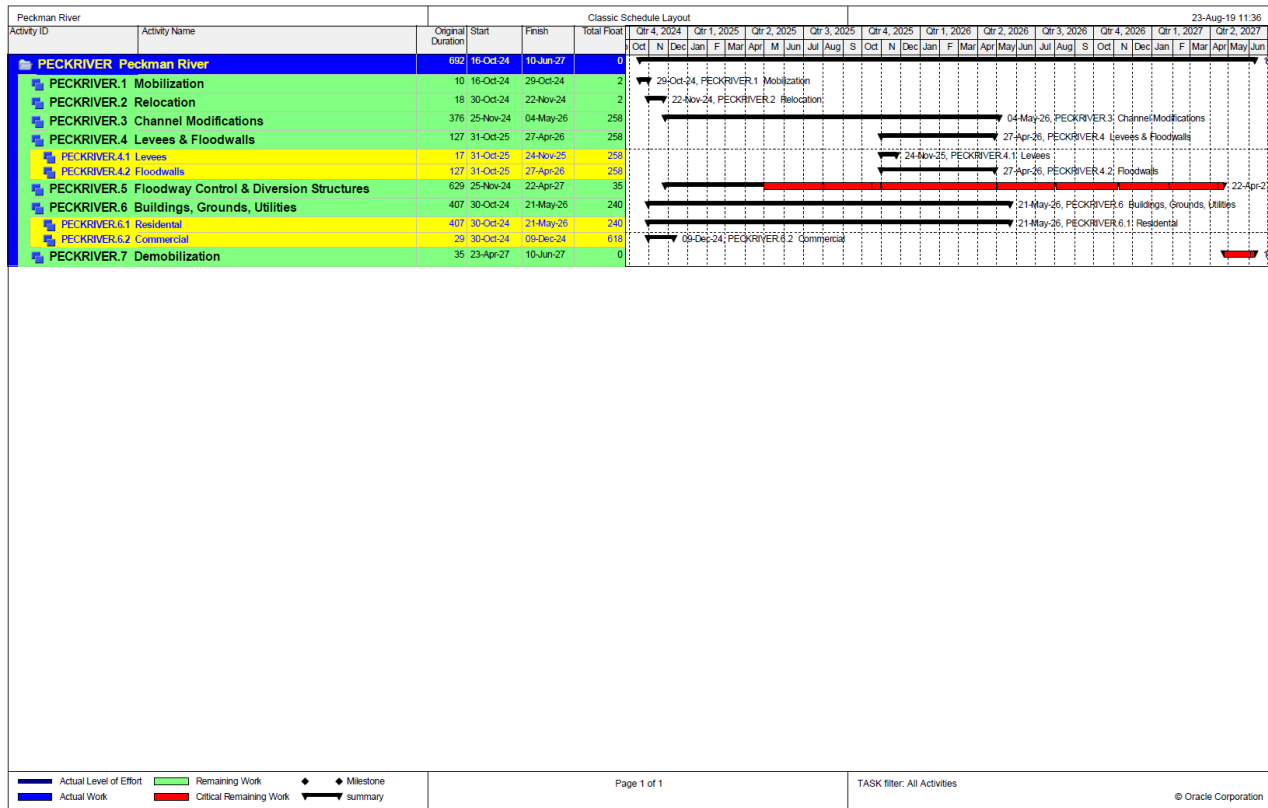 Peckman River Classic Schedule Layout 23-Aug-19 11:36
Activity ID Activity Name Original Duration Start Finish Total Float Qtr 4, 2024 Qtr 1, 2025 Qtr 2, 2025 Qtr 3, 2025 Qtr 4, 2025 Qtr 1, 2026 Qtr 2, 2026 Qtr 3, 2026 Qtr 4, 2026 Qtr 1, 2027 Qtr 2, 2027
Oct N Dec Jan F Mar Apr M Jun Jul Aug S Oct N Dec Jan F Mar Apr May Jun Jul Aug S Oct N Dec Jan F Mar Apr May Jun
PECKRIVER Peckman River 692 16-Oct-24 10-Jun-27 0
PECKRIVER.1 Mobilization 10 16-Oct-24 29-Oct-24 2 29-Oct-24, PECKRIVER.1 Mobilization
PECKRIVER.2 Relocation 18 30-Oct-24 22-Nov-24 2 22-Nov-24, PECKRIVER.2 Relocation
PECKRIVER.3 Channel Modifications 376 25-Nov-24 04-May-26 258 04-May-26, PECKRIVER.3 Channel Modifications
PECKRIVER.4 Levees & Floodwalls 127 31-Oct-25 27-Apr-26 258 27-Apr-26, PECKRIVER.4 Levees & Floodwalls
PECKRIVER.4.1 Levees 17 31-Oct-25 24-Nov-25 258 24-Nov-25, PECKRIVER.4.1 Levees
PECKRIVER.4.2 Floodwalls 127 31-Oct-25 27-Apr-26 258 27-Apr-26, PECKRIVER.4.2 Floodwalls
PECKRIVER.5 Floodway Control & Diversion Structures 629 25-Nov-24 22-Apr-27 35 22-Apr-27
PECKRIVER.6 Buildings, Grounds, Utilities 407 30-Oct-24 21-May-26 240 21-May-26, PECKRIVER.6 Buildings, Grounds, Utilities
PECKRIVER.6.1 Residental 407 30-Oct-24 21-May-26 240 21-May-26, PECKRIVER.6.1 Residental
PECKRIVER.6.2 Commercial 29 30-Oct-24 09-Dec-24 618 09-Dec-24, PECKRIVER.6.2 Commercial
PECKRIVER.7 Demobilization 35 23-Apr-27 10-Jun-27 0
Actual Level of Effort Remaining Work Milestone Page 1 of 1 TASK filter: All Activities
Actual Work Critical Remaining Work summary © Oracle Corporation